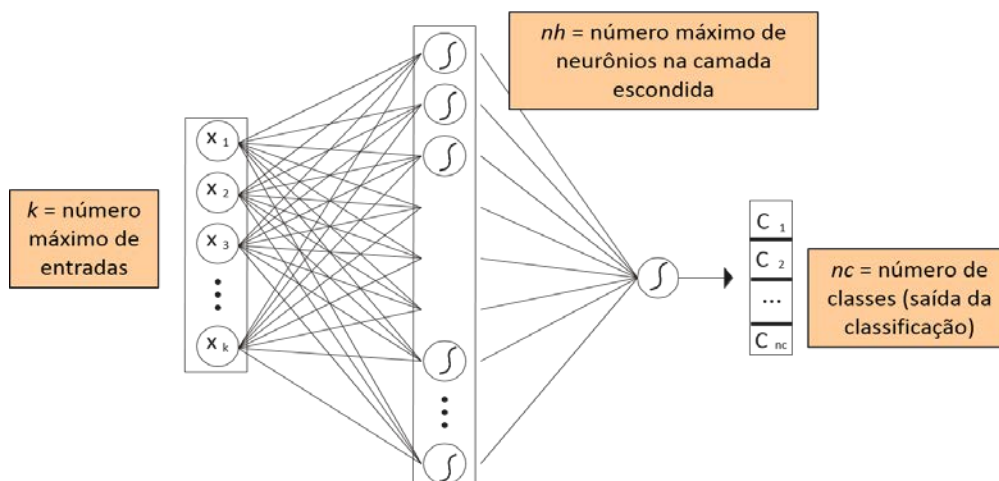 nh = número máximo de
neurônios na camada
escondida
k = número
máximo de
entradas
x 1
x 2
x 3
x k
C 1
C 2
...
C nc
nc = número de
classes (saída da
classificação)